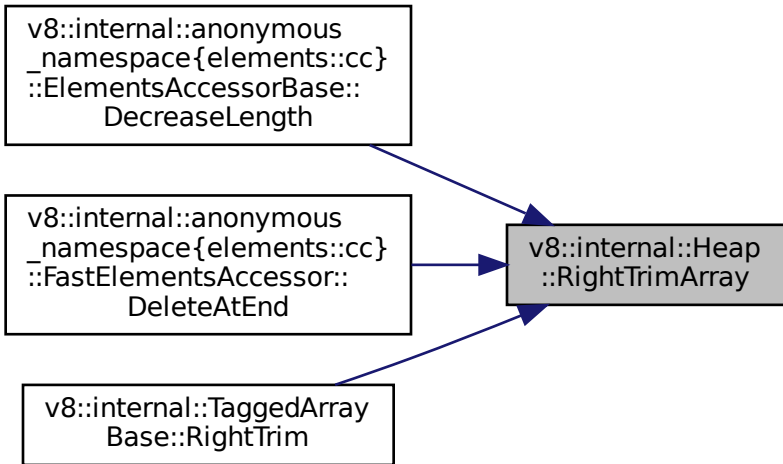 v8::internal::anonymous
_namespace{elements::cc}
::ElementsAccessorBase::
DecreaseLength
v8::internal::anonymous
_namespace{elements::cc}
::FastElementsAccessor::
DeleteAtEnd
v8::internal::TaggedArray
Base::RightTrim
v8::internal::Heap
::RightTrimArray